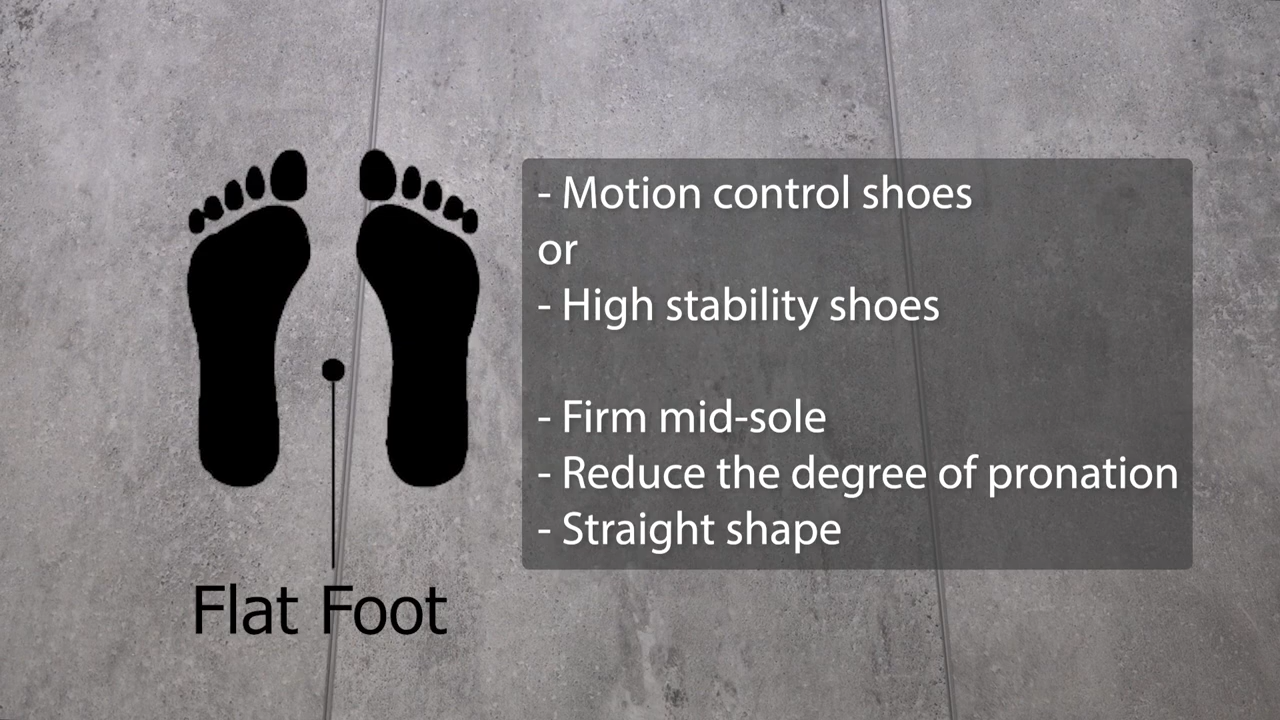 - Motion control shoes
or
- High stability shoes
- Firm mid-sole
- Reduce the degree of pronation
- Straight shape
Flat Foot